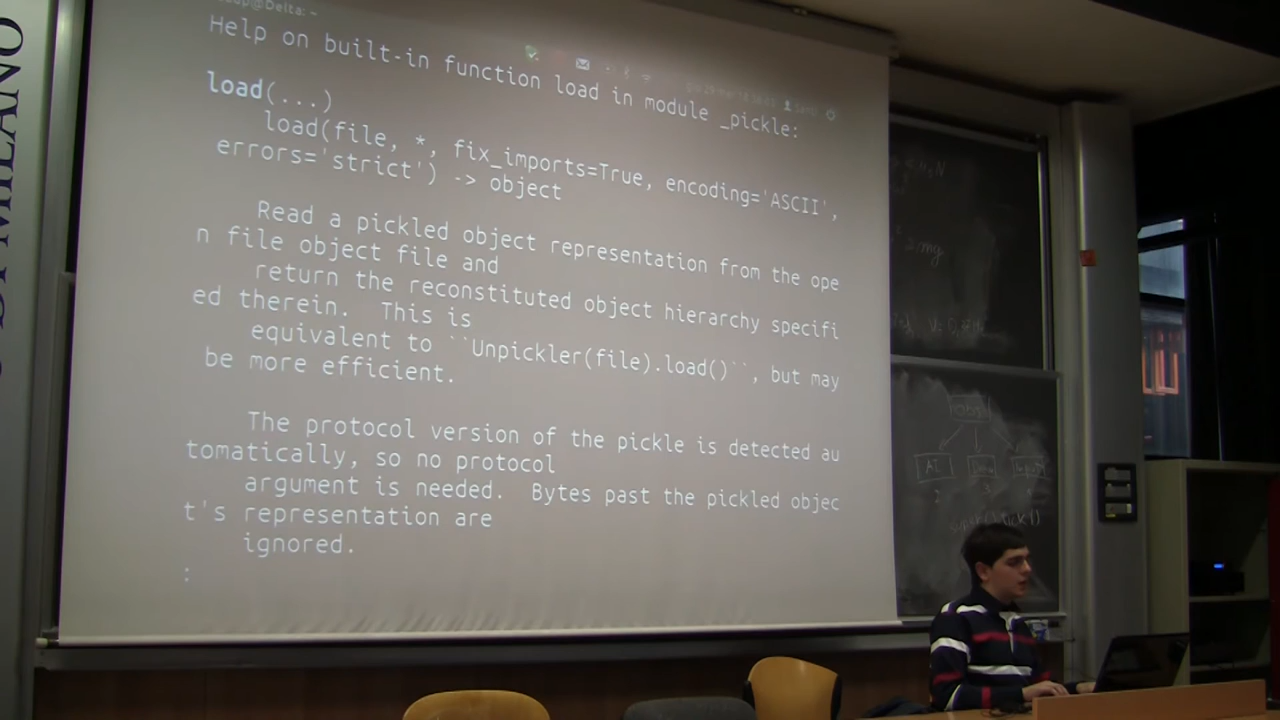 @Delta: ~
Help on built-in function load in module _pickle:
load(...)
load(file, *, fix_imports=True, encoding='ASCII',
errors='strict') -> object
Read a pickled object representation from the ope
n file object file and
return the reconstituted object hierarchy specifi
ed therein.  This is
equivalent to ``Unpickler(file).load()``, but may
be more efficient.
The protocol version of the pickle is detected au
tomatically, so no protocol
argument is needed.  Bytes past the pickled objec
t's representation are
ignored.
:
MILANO